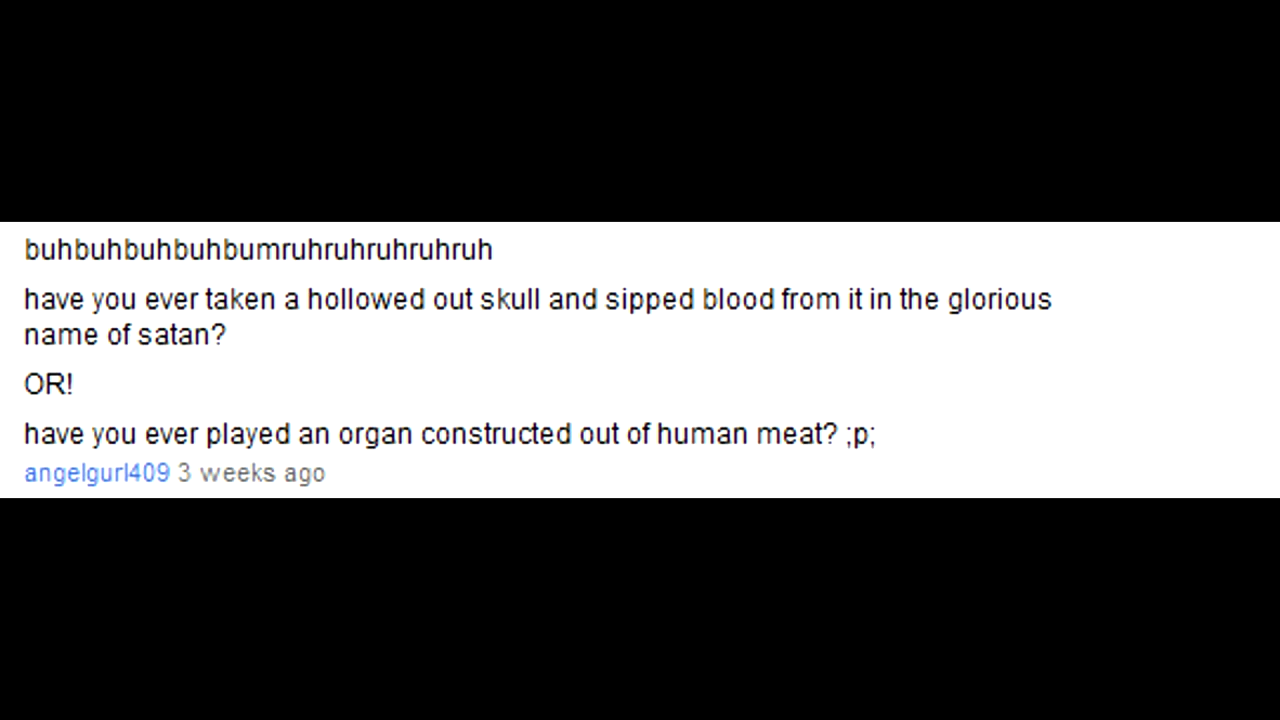 buhbuhbuhbuhbumruhruhruhruhruh
have you ever taken a hollowed out skull and sipped blood from it in the glorious
name of satan?
OR!
have you ever played an organ constructed out of human meat? ;p;
angelgurl409 3 weeks ago